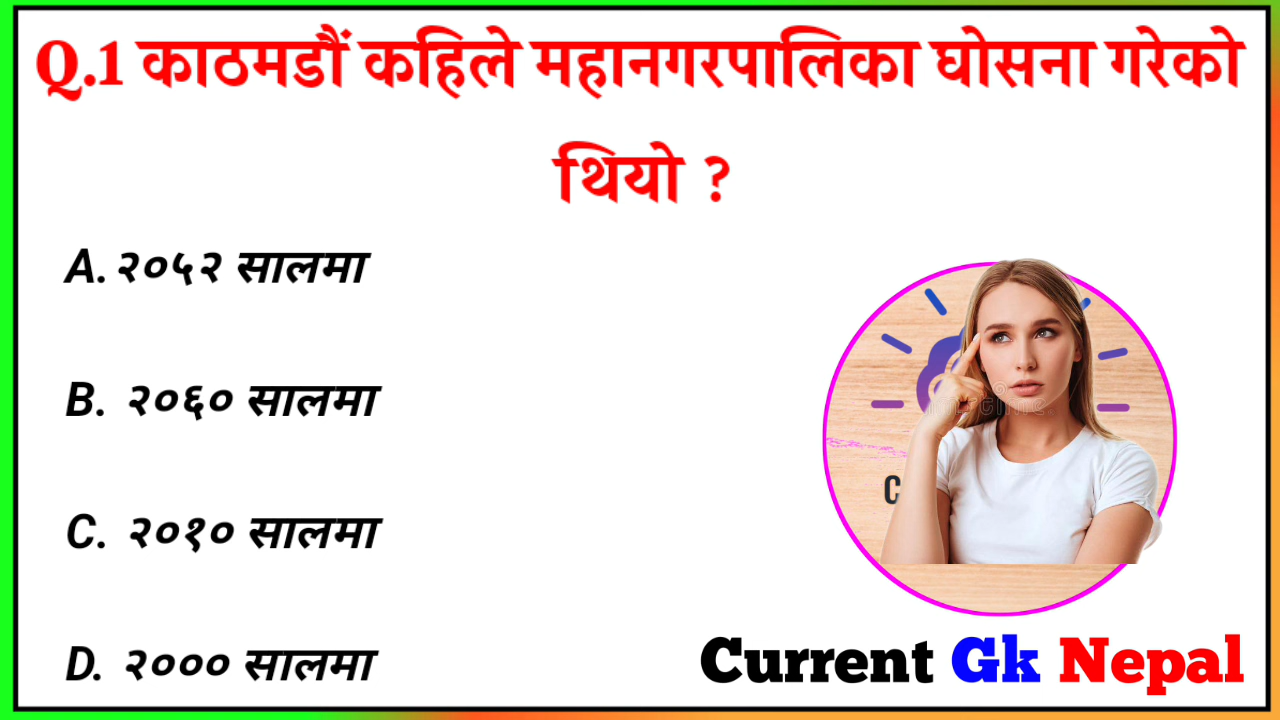 Q.1 काठमडौं कहिले महानगरपालिका घोसना गरेको
थियो ?
A. २०५२ सालमा
B. २०६० सालमा
C. २०१० सालमा
D. २००० सालमा
C
Current Gk Nepal